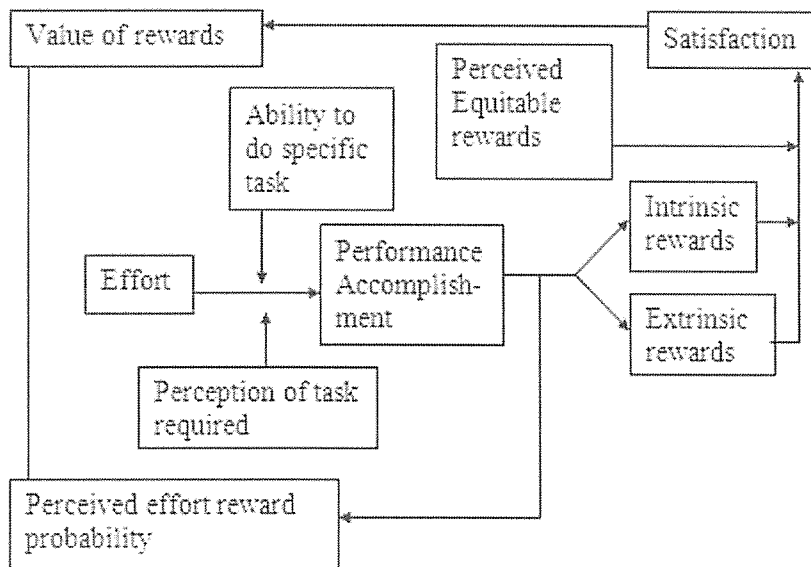 Value of rewards
Satisfaction
Perceived
Equitable
rewards
Ability to
do specific
task
Intrinsic
rewards
Performance
Accomplish-
ment
Effort
Extrinsic
rewards
Perception of task
required
Perceived effort reward
probability